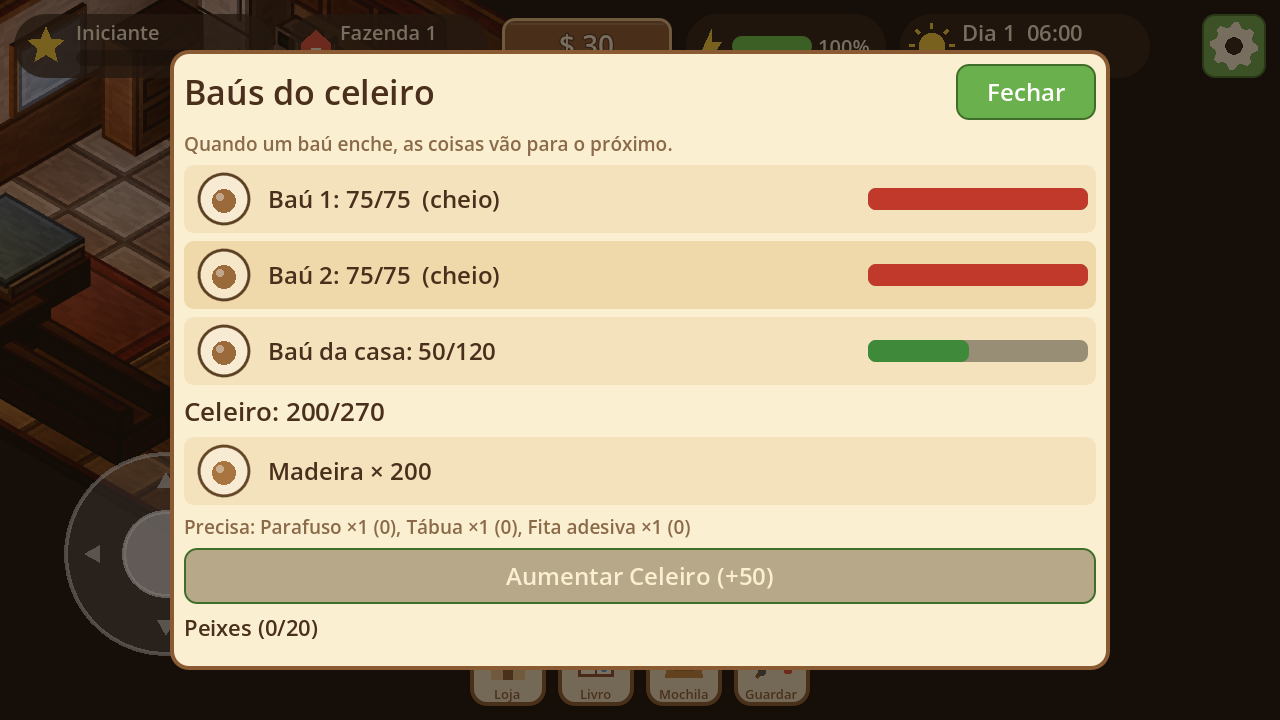 Iniciante
Fazenda 1
$ 30
100%
Dia 1 06:00
Baús do celeiro
Fechar
Quando um baú enche, as coisas vão para o próximo.
Baú 1: 75/75 (cheio)
Baú 2: 75/75 (cheio)
Baú da casa: 50/120
Celeiro: 200/270
Madeira × 200
Precisa: Parafuso ×1 (0), Tábua ×1 (0), Fita adesiva ×1 (0)
Aumentar Celeiro (+50)
Peixes (0/20)
Loja
Livro
Mochila
Guardar